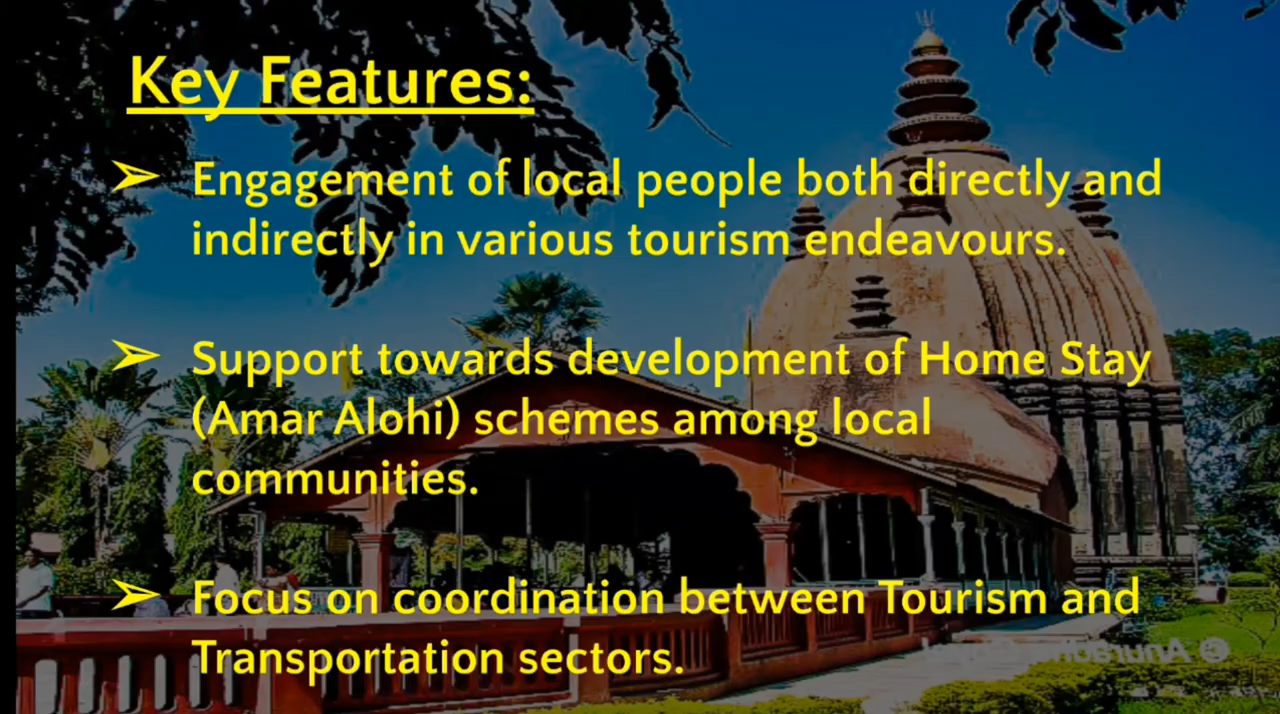 Key Features:
➢ Engagement of local people both directly and
indirectly in various tourism endeavours.
➢ Support towards development of Home Stay
(Amar Alohi) schemes among local
communities.
➢ Focus on coordination between Tourism and
Transportation sectors.